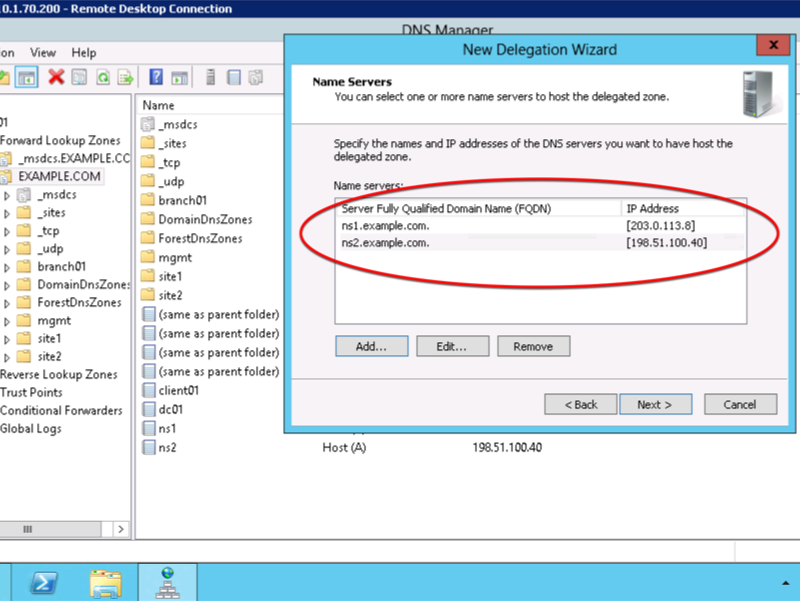 0.1.70.200 - Remote Desktop Connection
DNS Manager
on View Help
01
Forward Lookup Zones
_msdcs.EXAMPLE.CC
EXAMPLE.COM
_msdcs
_sites
_tcp
_udp
branch01
DomainDnsZones
ForestDnsZones
mgmt
site1
site2
Reverse Lookup Zones
Trust Points
Conditional Forwarders
Global Logs
Name
_msdcs
_sites
_tcp
_udp
branch01
DomainDnsZones
ForestDnsZones
mgmt
site1
site2
(same as parent folder)
(same as parent folder)
(same as parent folder)
(same as parent folder)
client01
dc01
ns1
ns2 Host (A) 198.51.100.40
New Delegation Wizard
Name Servers
You can select one or more name servers to host the delegated zone.
Specify the names and IP addresses of the DNS servers you want to have host the
delegated zone.
Name servers:
Server Fully Qualified Domain Name (FQDN) IP Address
ns1.example.com. [203.0.113.8]
ns2.example.com. [198.51.100.40]
Add... Edit... Remove
< Back Next > Cancel